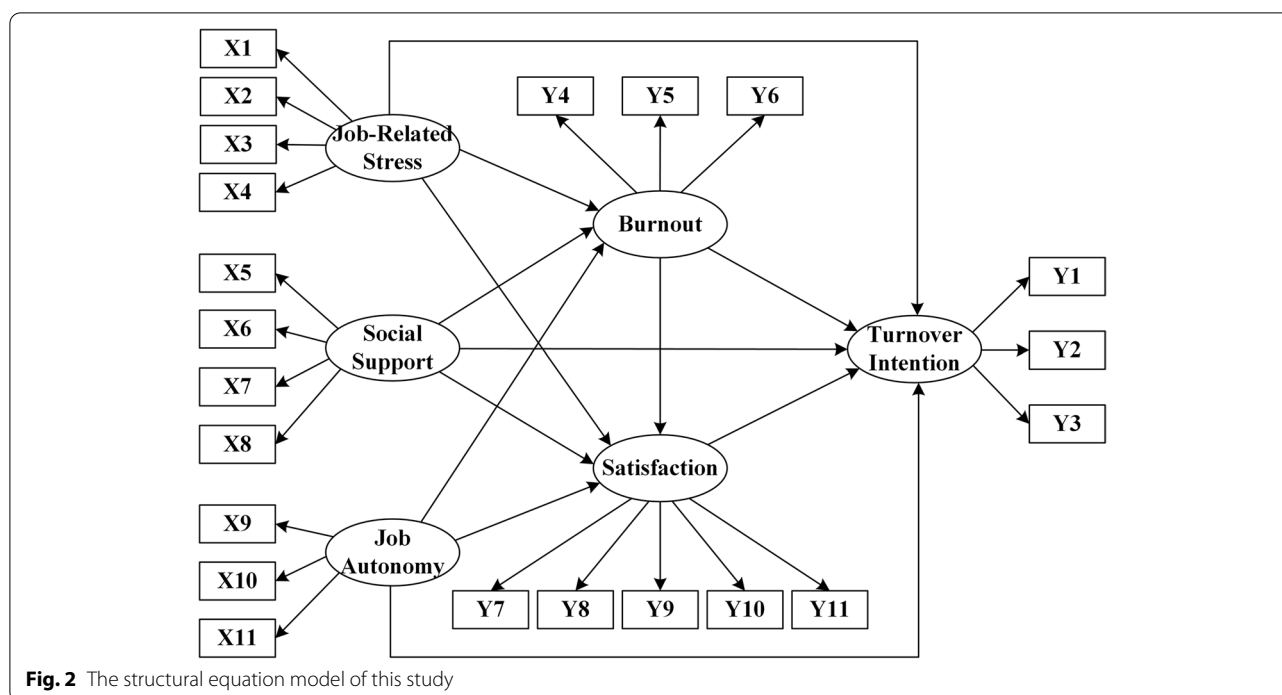 X1
X2
X3
X4
Job-Related
Stress
Y4
Y5
Y6
Burnout
X5
X6
X7
X8
Social
Support
Turnover
Intention
Y1
Y2
Y3
X9
X10
X11
Job
Autonomy
Satisfaction
Y7
Y8
Y9
Y10
Y11
Fig. 2 The structural equation model of this study